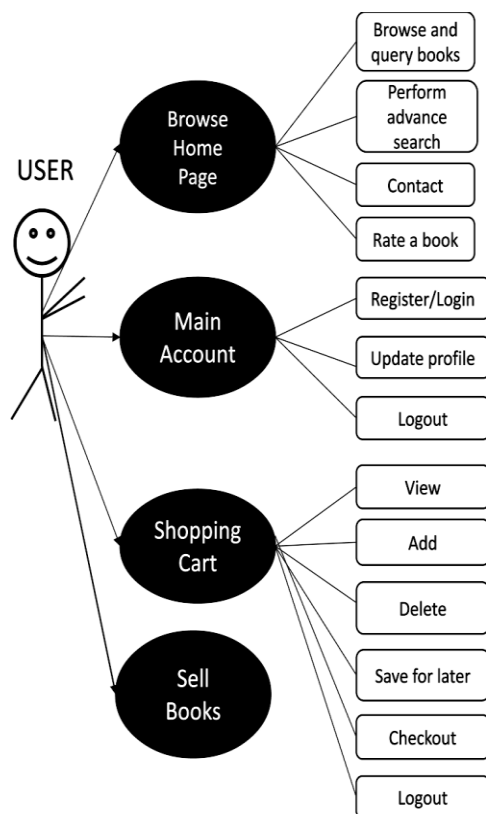 USER
Browse
Home
Page
Browse and
query books
Perform
advance
search
Contact
Rate a book
Main
Account
Register/Login
Update profile
Logout
Shopping
Cart
View
Add
Delete
Save for later
Checkout
Logout
Sell
Books